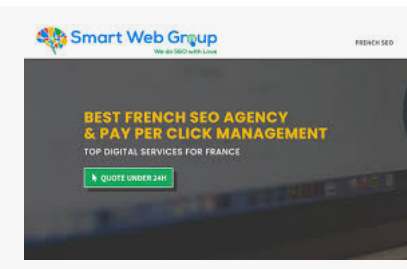 Smart Web Group
We do SEO with Love
FRENCH SEO
BEST FRENCH SEO AGENCY
& PAY PER CLICK MANAGEMENT
TOP DIGITAL SERVICES FOR FRANCE
QUOTE UNDER 24H